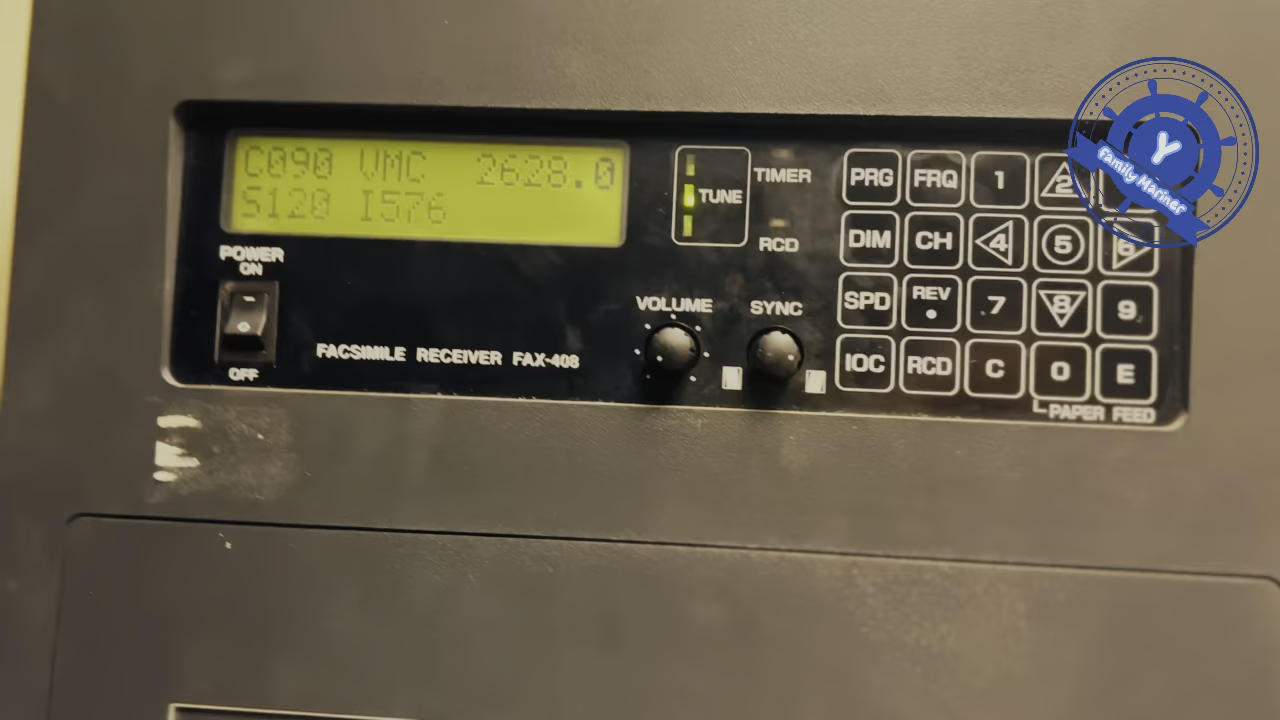 C090 VMC 2628.0
S120 I576
POWER
ON
OFF
FACSIMILE RECEIVER FAX-408
TUNE
TIMER
RCD
VOLUME
SYNC
PRG FRQ 1 2
DIM CH 4 5 6
SPD REV 7 8 9
IOC RCD C 0 E
PAPER FEED
Y
Family Mariner